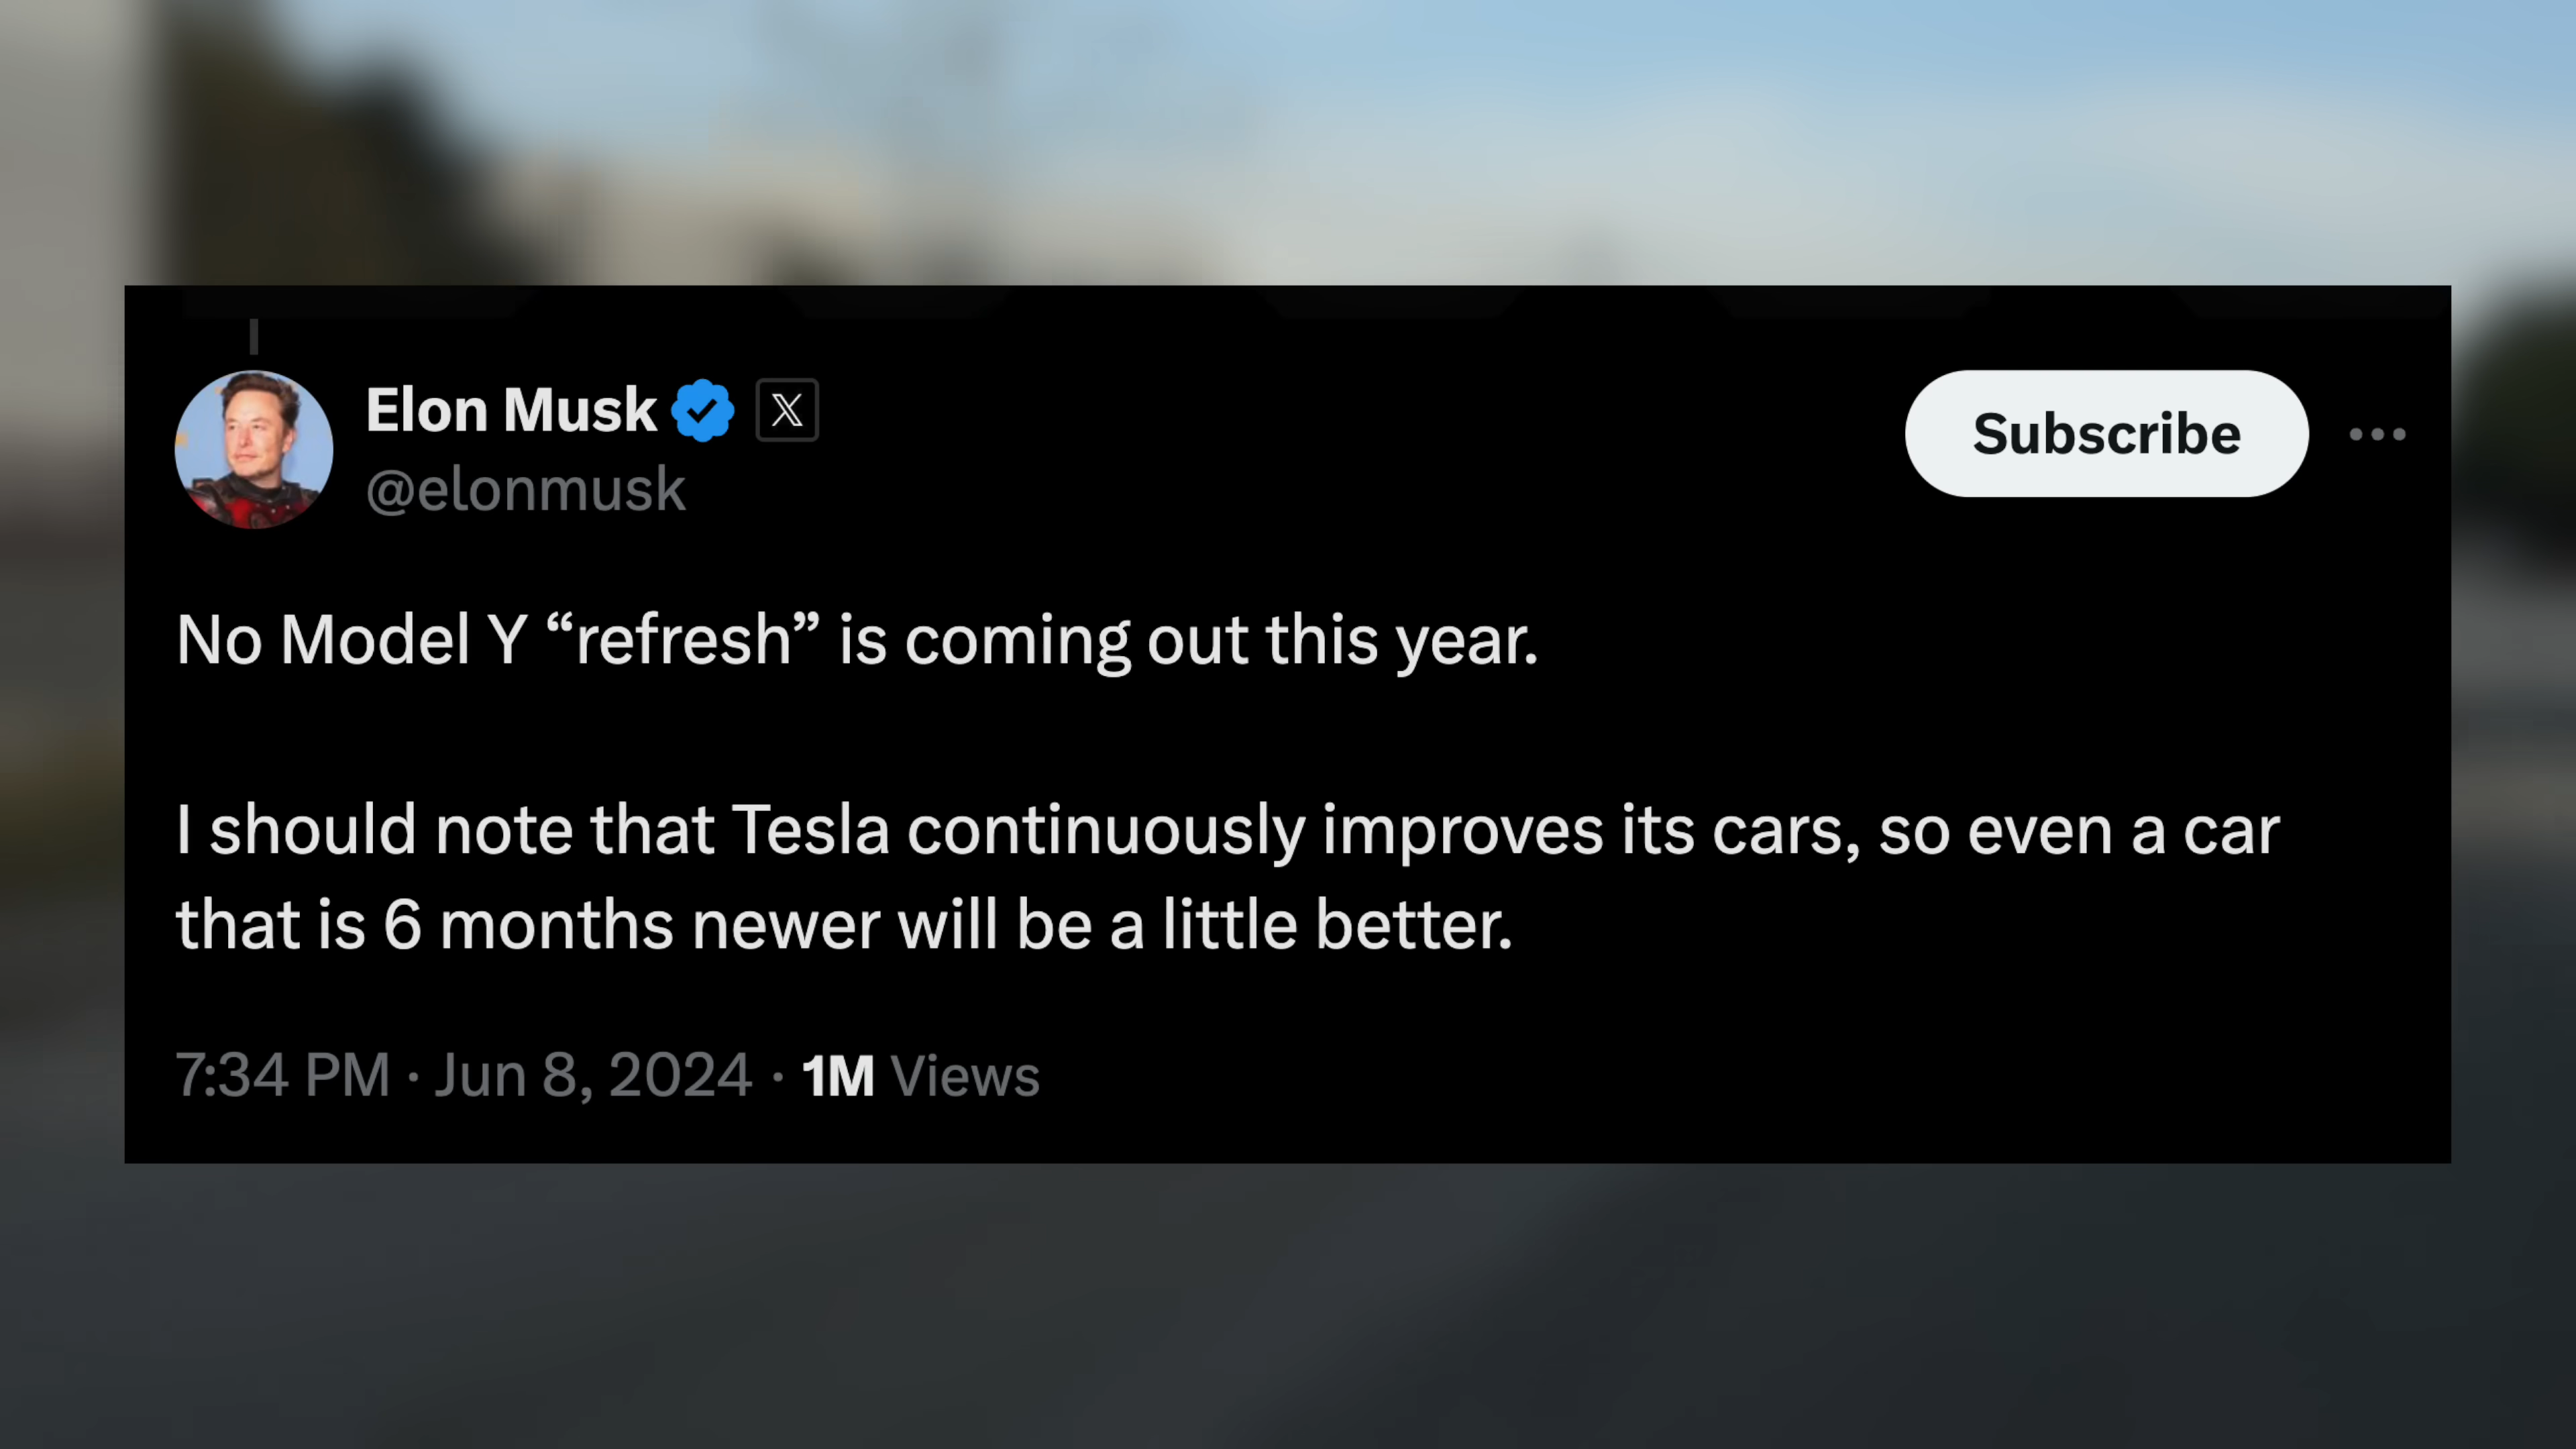 Elon Musk
@elonmusk
Subscribe
No Model Y “refresh” is coming out this year.
I should note that Tesla continuously improves its cars, so even a car
that is 6 months newer will be a little better.
7:34 PM · Jun 8, 2024 · 1M Views